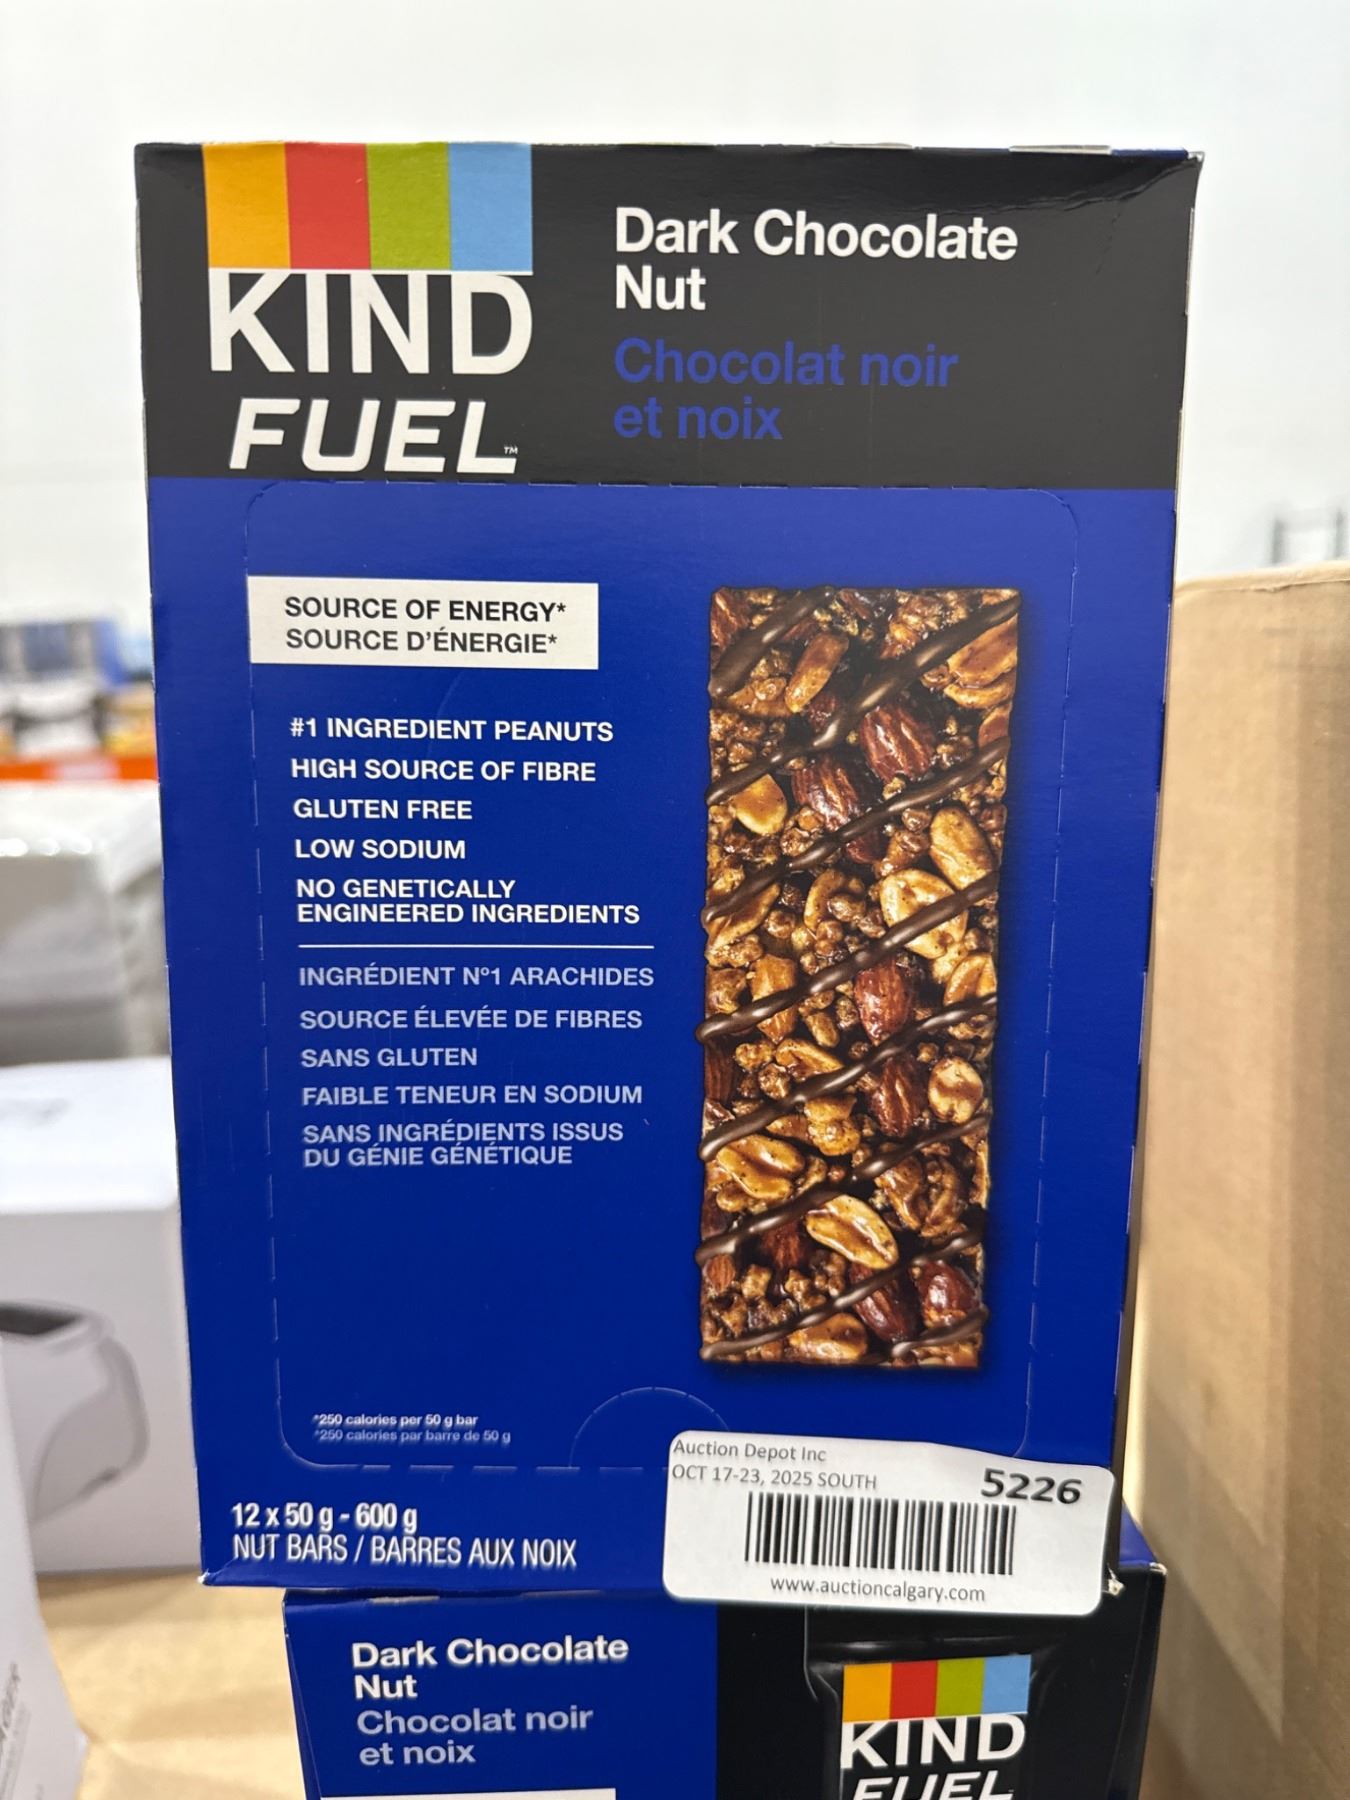 KIND
FUEL™
Dark Chocolate
Nut
Chocolat noir
et noix
SOURCE OF ENERGY*
SOURCE D'ÉNERGIE*
#1 INGREDIENT PEANUTS
HIGH SOURCE OF FIBRE
GLUTEN FREE
LOW SODIUM
NO GENETICALLY
ENGINEERED INGREDIENTS
INGRÉDIENT Nº1 ARACHIDES
SOURCE ÉLEVÉE DE FIBRES
SANS GLUTEN
FAIBLE TENEUR EN SODIUM
SANS INGRÉDIENTS ISSUS
DU GÉNIE GÉNÉTIQUE
*250 calories per 50 g bar
*250 calories par barre de 50 g
12 x 50 g - 600 g
NUT BARS / BARRES AUX NOIX
Auction Depot Inc
OCT 17-23, 2025 SOUTH
5226
www.auctioncalgary.com
Dark Chocolate
Nut
Chocolat noir
et noix
KIND
FUEL